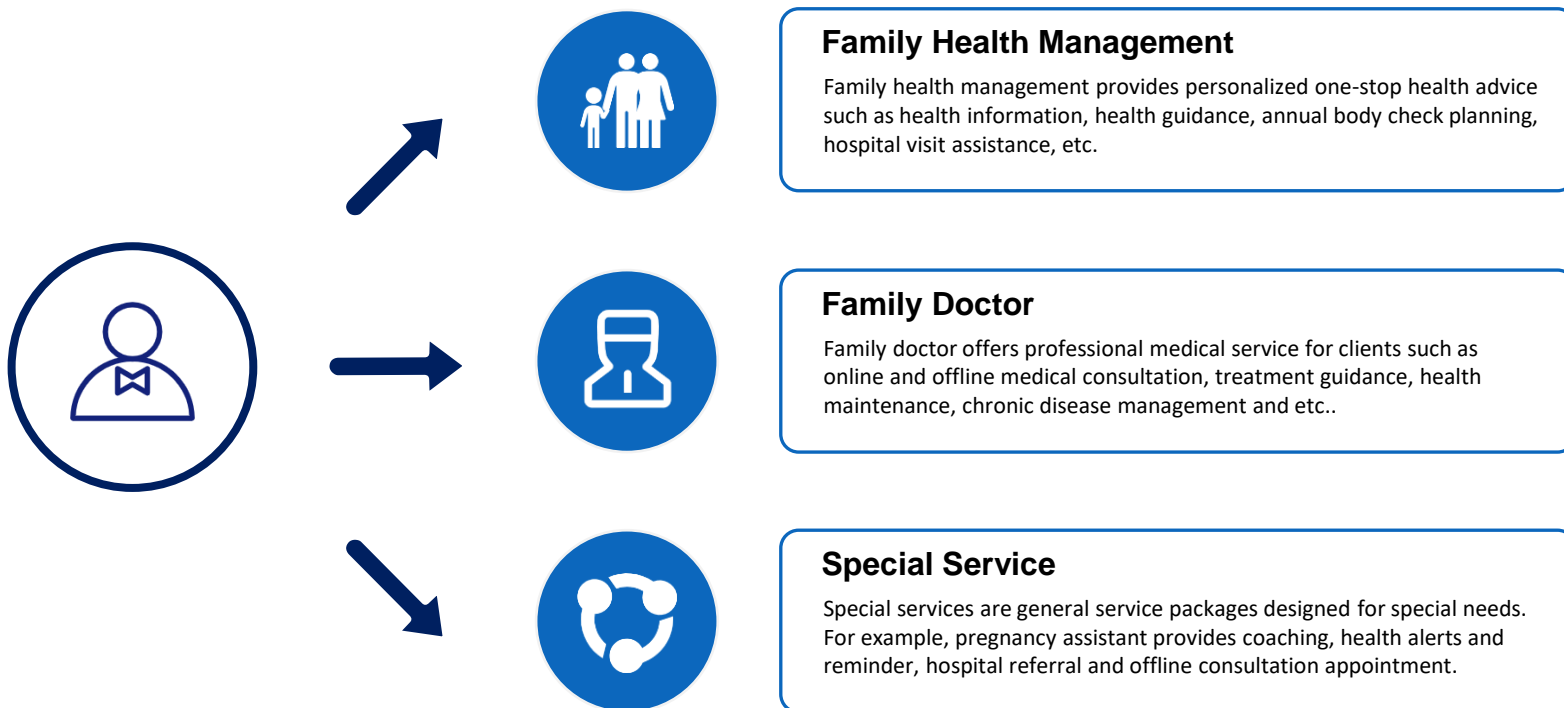 Family Health Management
Family health management provides personalized one-stop health advice
such as health information, health guidance, annual body check planning,
hospital visit assistance, etc.
Family Doctor
Family doctor offers professional medical service for clients such as
online and offline medical consultation, treatment guidance, health
maintenance, chronic disease management and etc..
Special Service
Special services are general service packages designed for special needs.
For example, pregnancy assistant provides coaching, health alerts and
reminder, hospital referral and offline consultation appointment.